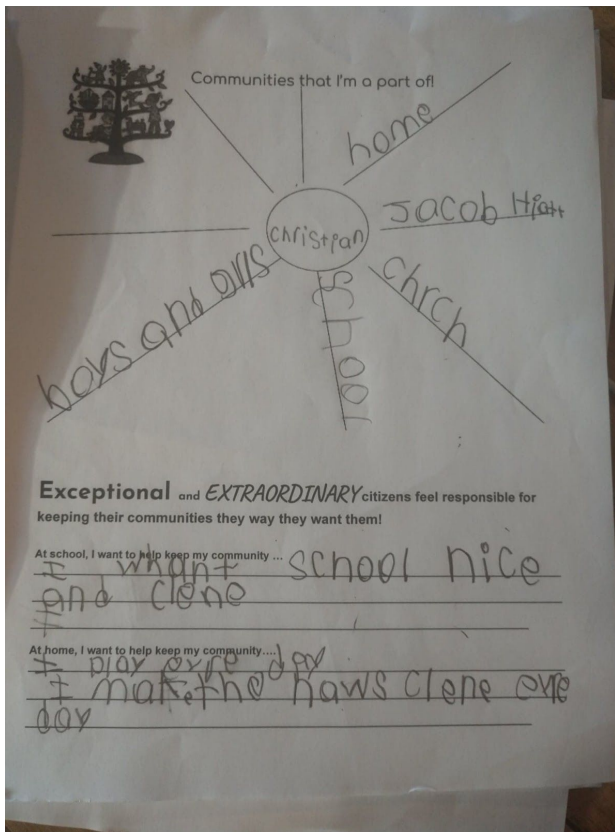 Communities that I'm a part of!
home
Jacob Hiatt
christian
chrch
school
boys and grls
Exceptional and EXTRAORDINARY citizens feel responsible for
keeping their communities they way they want them!
At school, I want to help keep my community ...
I whant school nice
and clene
At home, I want to help keep my community....
I play evre day
I mak the haws clene evre
day